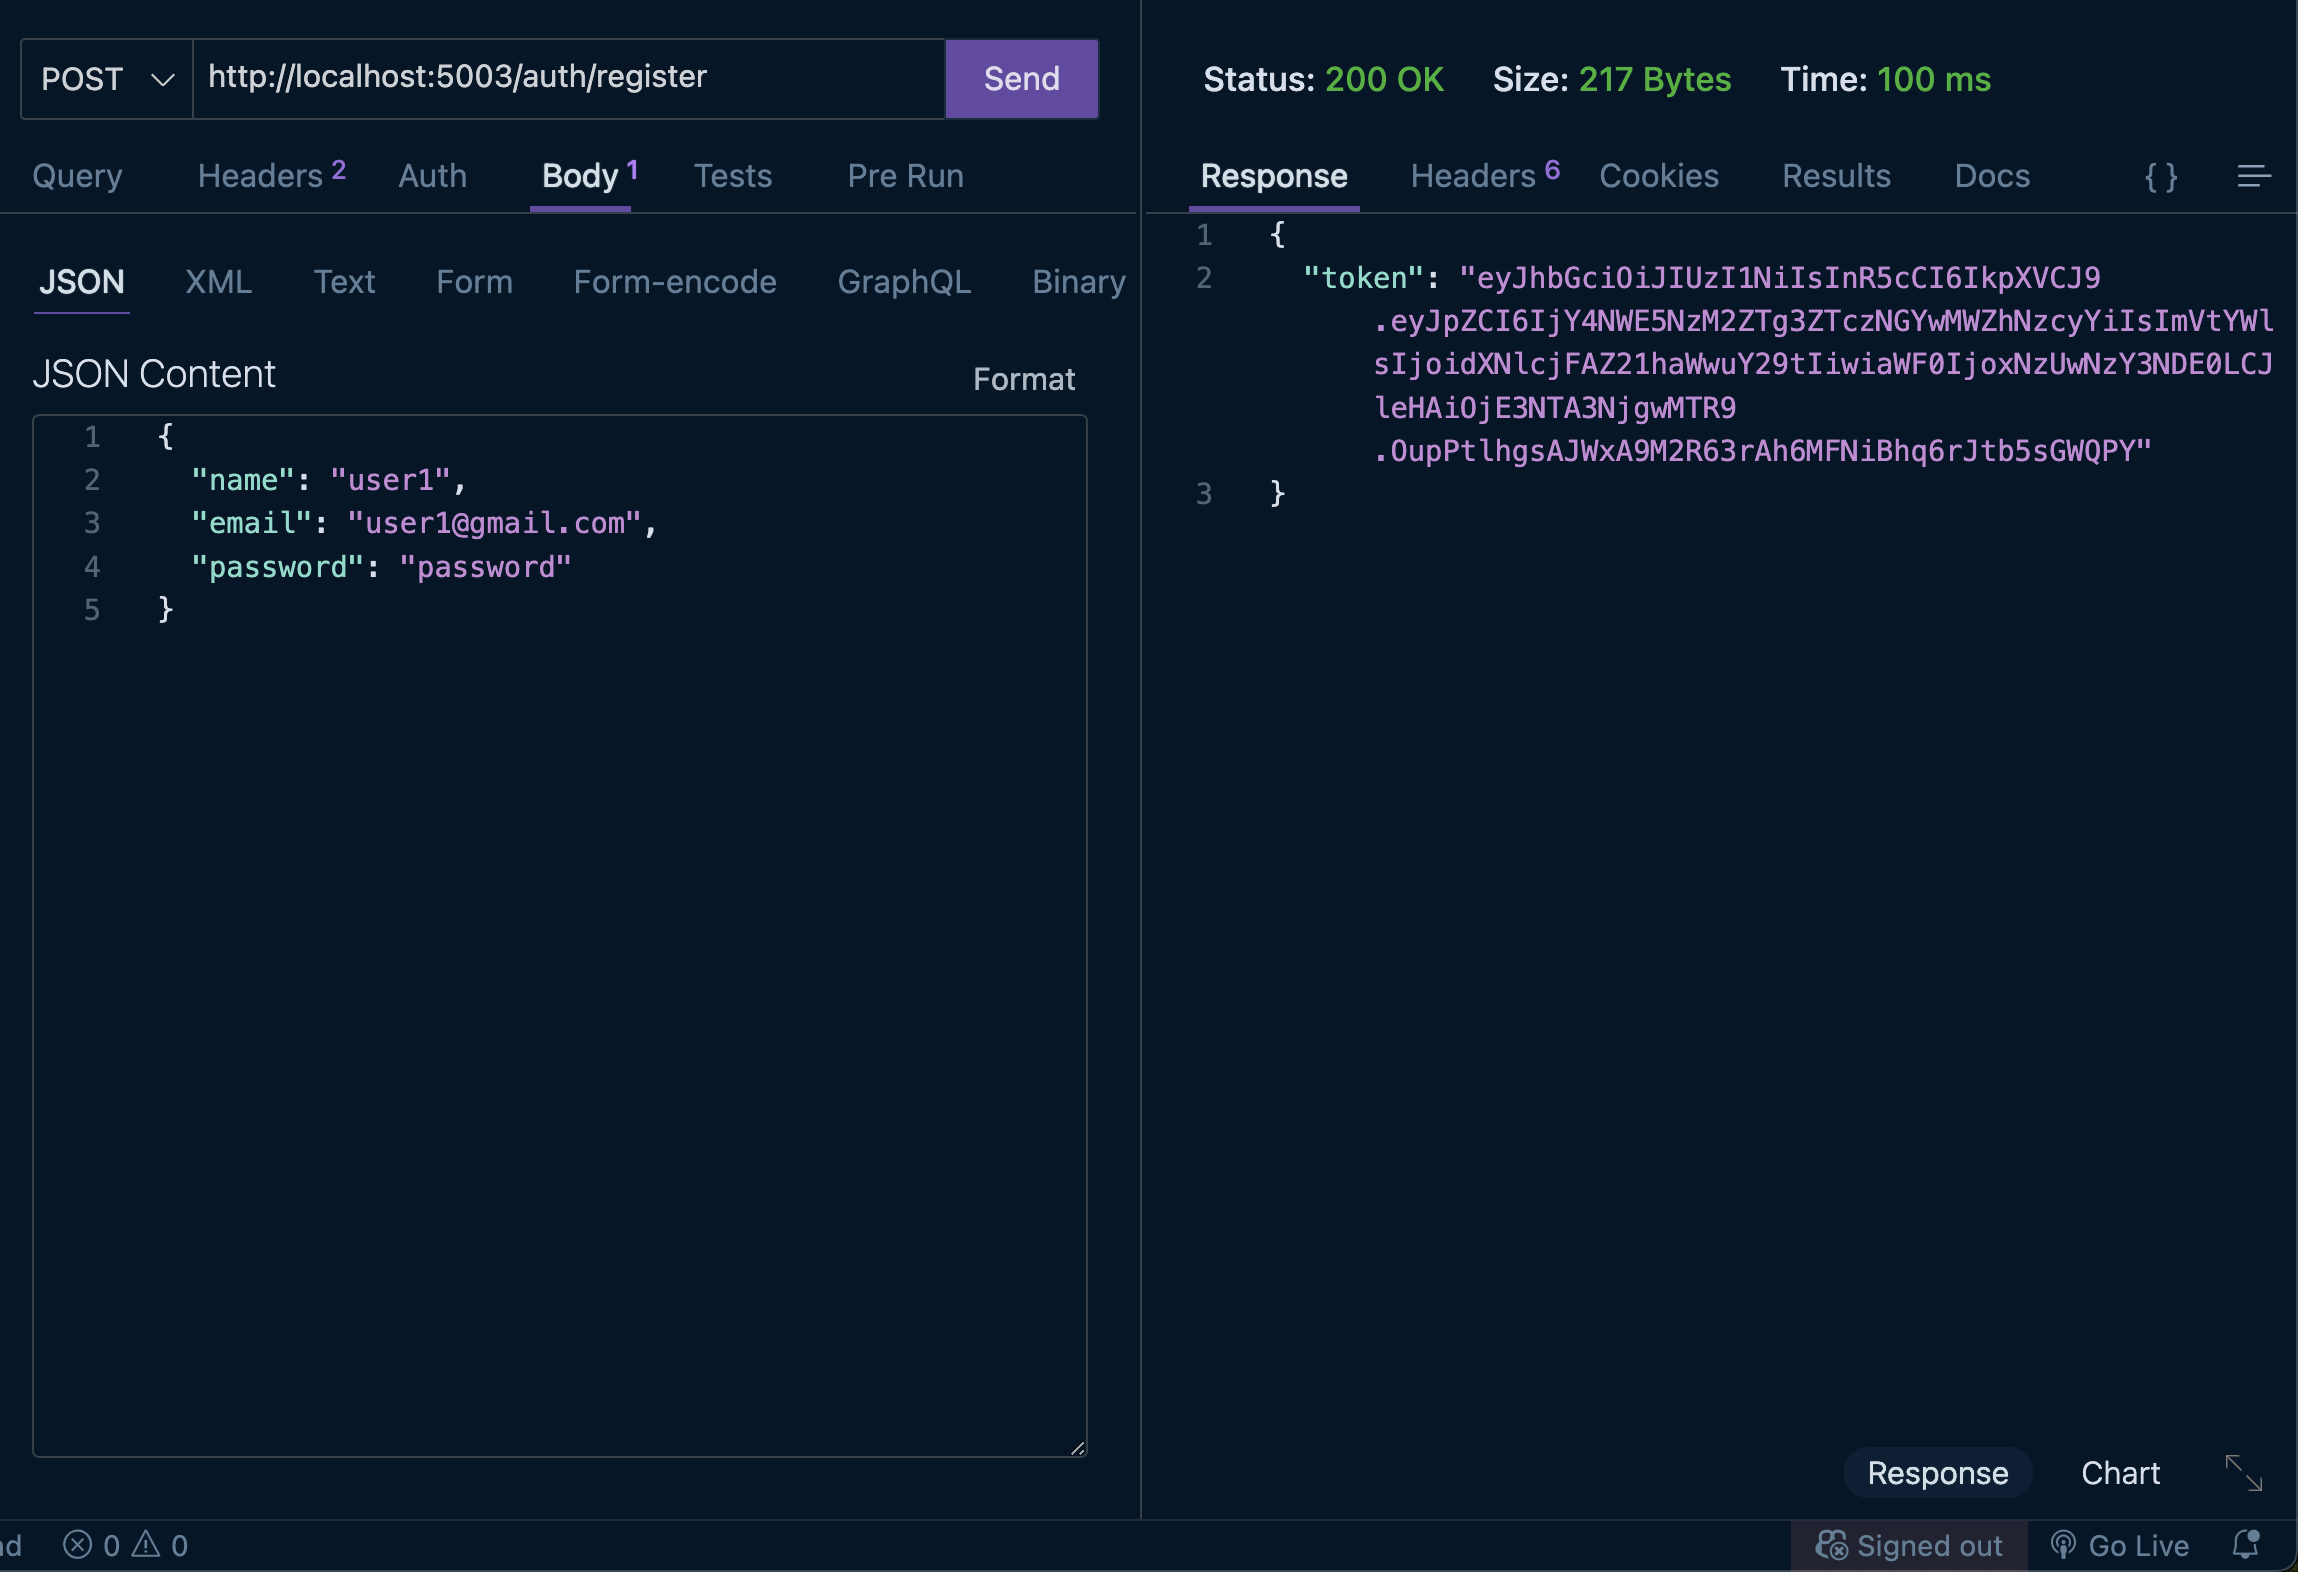 POST http://localhost:5003/auth/register Send
Query Headers 2 Auth Body 1 Tests Pre Run
JSON XML Text Form Form-encode GraphQL Binary
JSON Content Format
1 {
2 "name": "user1",
3 "email": "user1@gmail.com",
4 "password": "password"
5 }
Status: 200 OK Size: 217 Bytes Time: 100 ms
Response Headers 6 Cookies Results Docs { }
1 {
2 "token": "eyJhbGciOiJIUzI1NiIsInR5cCI6IkpXVCJ9
.eyJpZCI6IjY4NWE5NzM2ZTg3ZTczNGYwMWZhNzcyYiIsImVtYWl
sIjoidXNlcjFAZ21haWwuY29tIiwiaWF0IjoxNzUwNzY3NDE0LCJ
leHAiOjE3NTA3NjgwMTR9
.OupPtlhgsAJWxA9M2R63rAh6MFNiBhq6rJtb5sGWQPY"
3 }
Response Chart
nd 0 0 Signed out Go Live